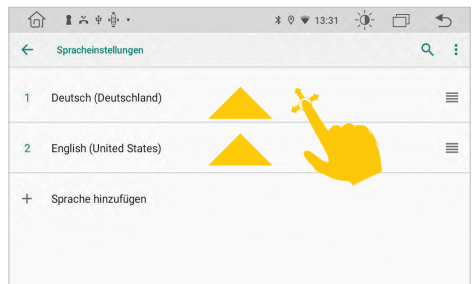 13:31
Spracheinstellungen
1 Deutsch (Deutschland)
2 English (United States)
+ Sprache hinzufügen